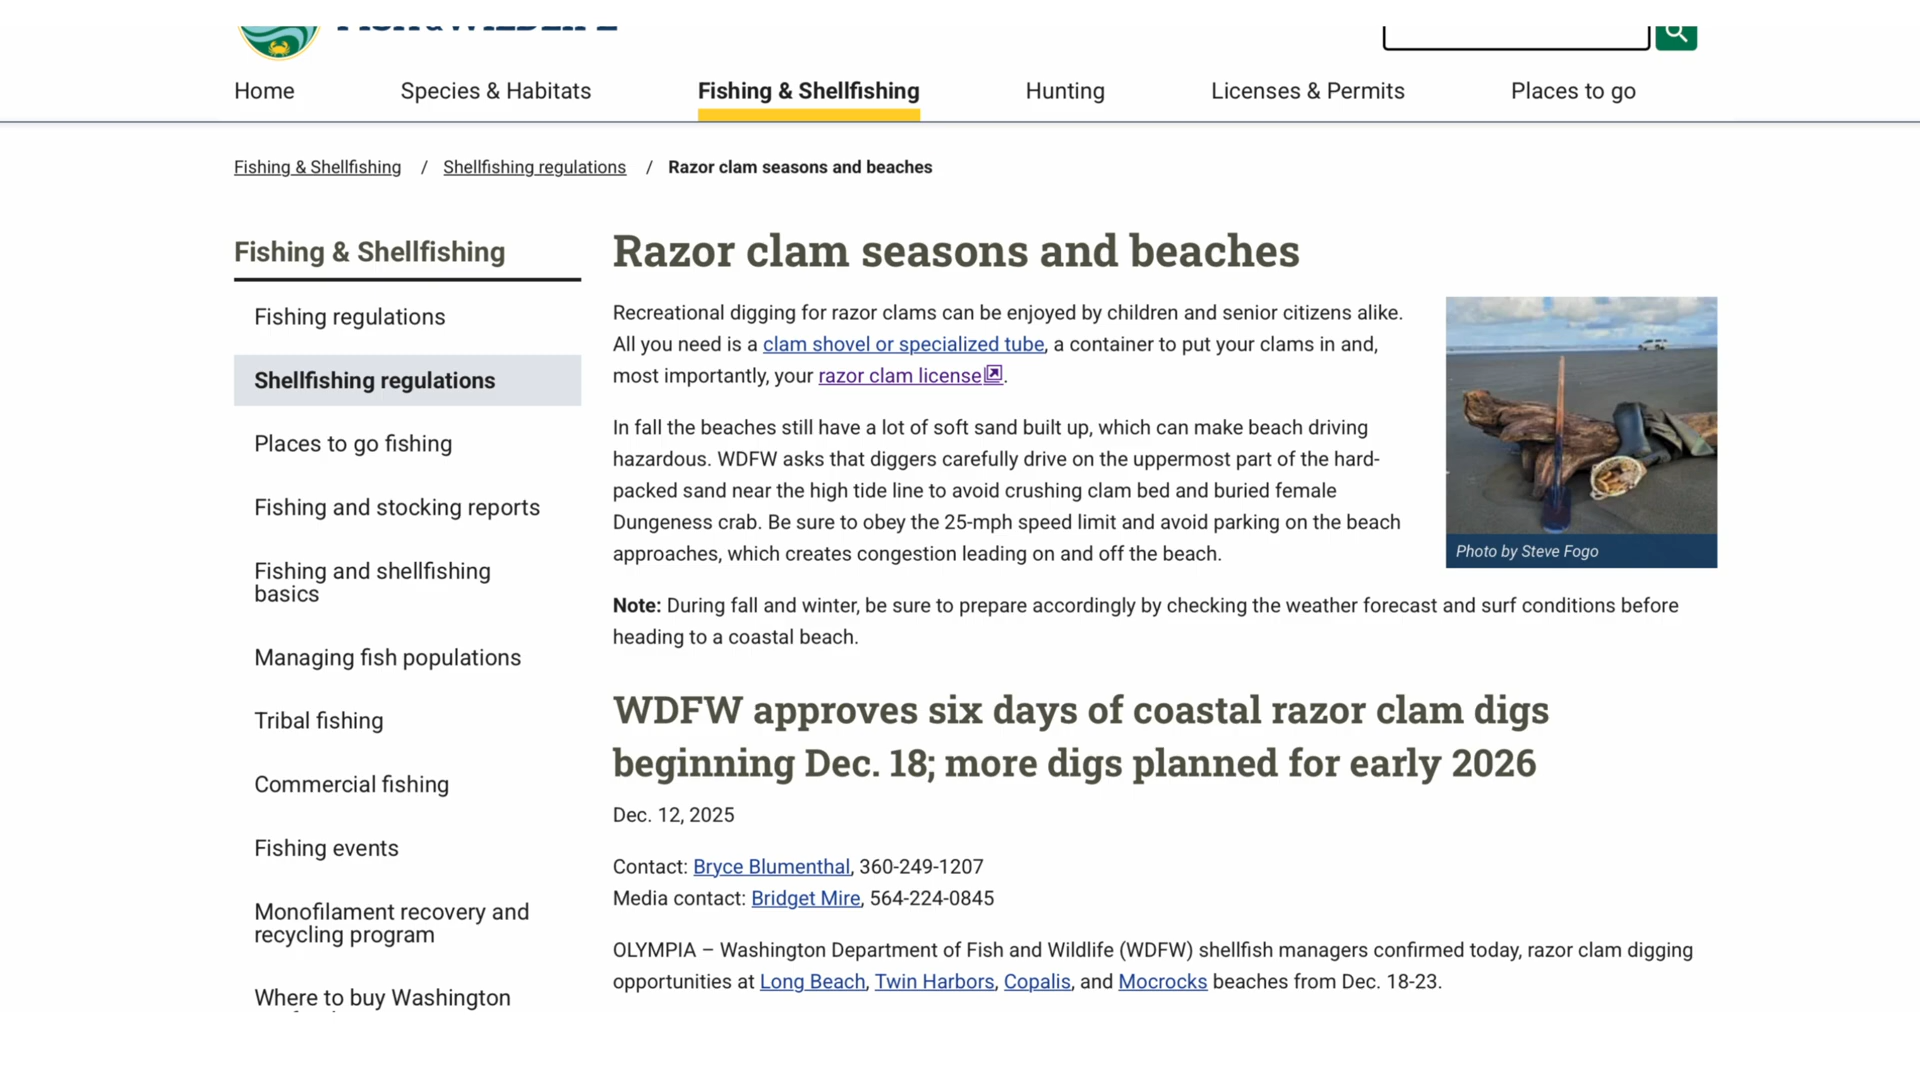 FISH & WILDLIFE
Home
Species & Habitats
Fishing & Shellfishing
Hunting
Licenses & Permits
Places to go
Fishing & Shellfishing / Shellfishing regulations / Razor clam seasons and beaches
Fishing & Shellfishing
Fishing regulations
Shellfishing regulations
Places to go fishing
Fishing and stocking reports
Fishing and shellfishing
basics
Managing fish populations
Tribal fishing
Commercial fishing
Fishing events
Monofilament recovery and
recycling program
Where to buy Washington
Razor clam seasons and beaches
Recreational digging for razor clams can be enjoyed by children and senior citizens alike.
All you need is a clam shovel or specialized tube, a container to put your clams in and,
most importantly, your razor clam license.
In fall the beaches still have a lot of soft sand built up, which can make beach driving
hazardous. WDFW asks that diggers carefully drive on the uppermost part of the hard-
packed sand near the high tide line to avoid crushing clam bed and buried female
Dungeness crab. Be sure to obey the 25-mph speed limit and avoid parking on the beach
approaches, which creates congestion leading on and off the beach.
Photo by Steve Fogo
Note: During fall and winter, be sure to prepare accordingly by checking the weather forecast and surf conditions before
heading to a coastal beach.
WDFW approves six days of coastal razor clam digs
beginning Dec. 18; more digs planned for early 2026
Dec. 12, 2025
Contact: Bryce Blumenthal, 360-249-1207
Media contact: Bridget Mire, 564-224-0845
OLYMPIA – Washington Department of Fish and Wildlife (WDFW) shellfish managers confirmed today, razor clam digging
opportunities at Long Beach, Twin Harbors, Copalis, and Mocrocks beaches from Dec. 18-23.